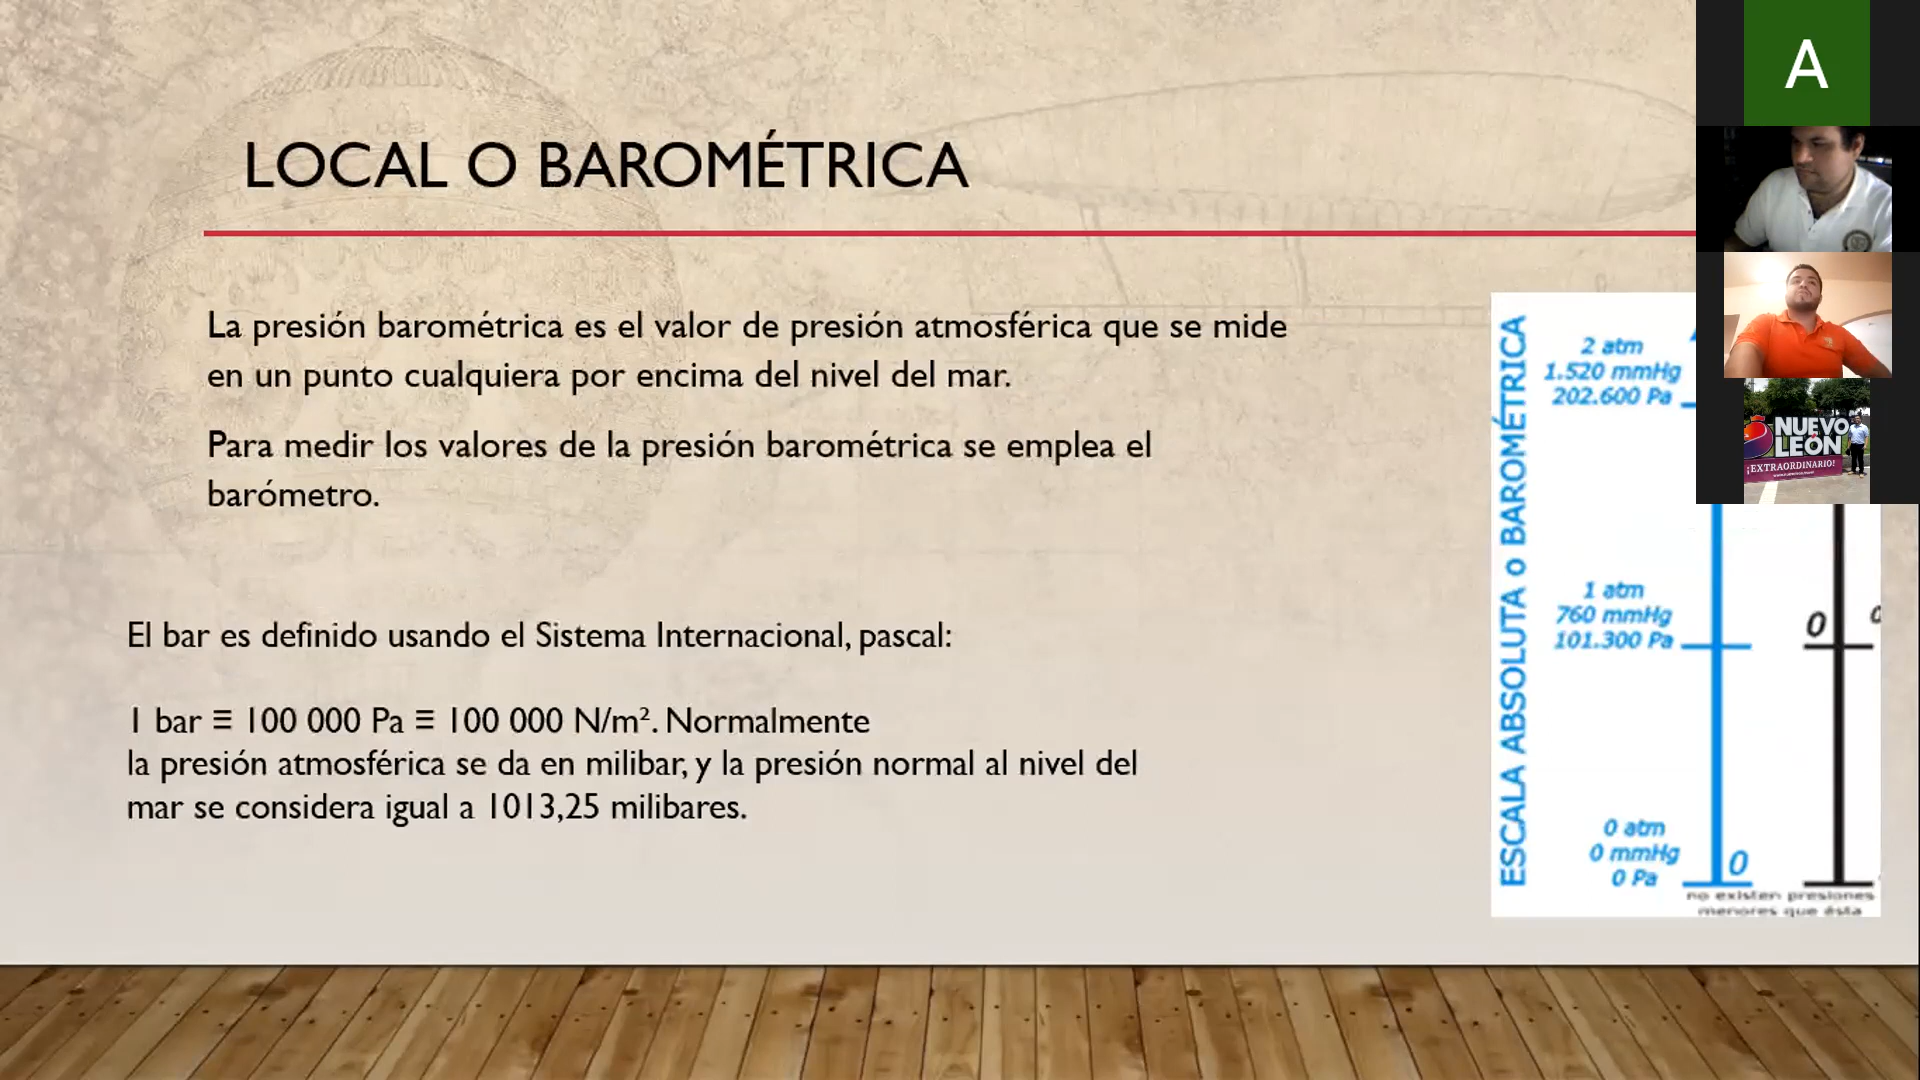 LOCAL O BAROMÉTRICA
La presión barométrica es el valor de presión atmosférica que se mide
en un punto cualquiera por encima del nivel del mar.
Para medir los valores de la presión barométrica se emplea el
barómetro.
El bar es definido usando el Sistema Internacional, pascal:
1 bar ≡ 100 000 Pa ≡ 100 000 N/m². Normalmente
la presión atmosférica se da en milibar, y la presión normal al nivel del
mar se considera igual a 1013,25 milibares.
ESCALA ABSOLUTA o BAROMÉTRICA
2 atm
1.520 mmHg
202.600 Pa
1 atm
760 mmHg
101.300 Pa
0
0 atm
0 mmHg
0 Pa
0
no existen presiones
menores que ésta
A
NUEVO
LEÓN
¡EXTRAORDINARIO!